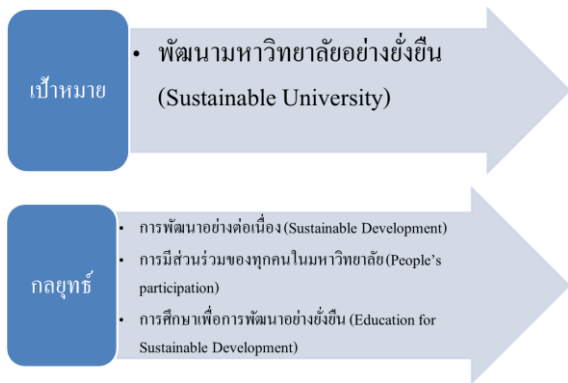 เป้าหมาย
• พัฒนามหาวิทยาลัยอย่างยั่งยืน
(Sustainable University)
กลยุทธ์
• การพัฒนาอย่างต่อเนื่อง (Sustainable Development)
• การมีส่วนร่วมของทุกคนในมหาวิทยาลัย (People's
participation)
• การศึกษาเพื่อการพัฒนาอย่างยั่งยืน (Education for
Sustainable Development)